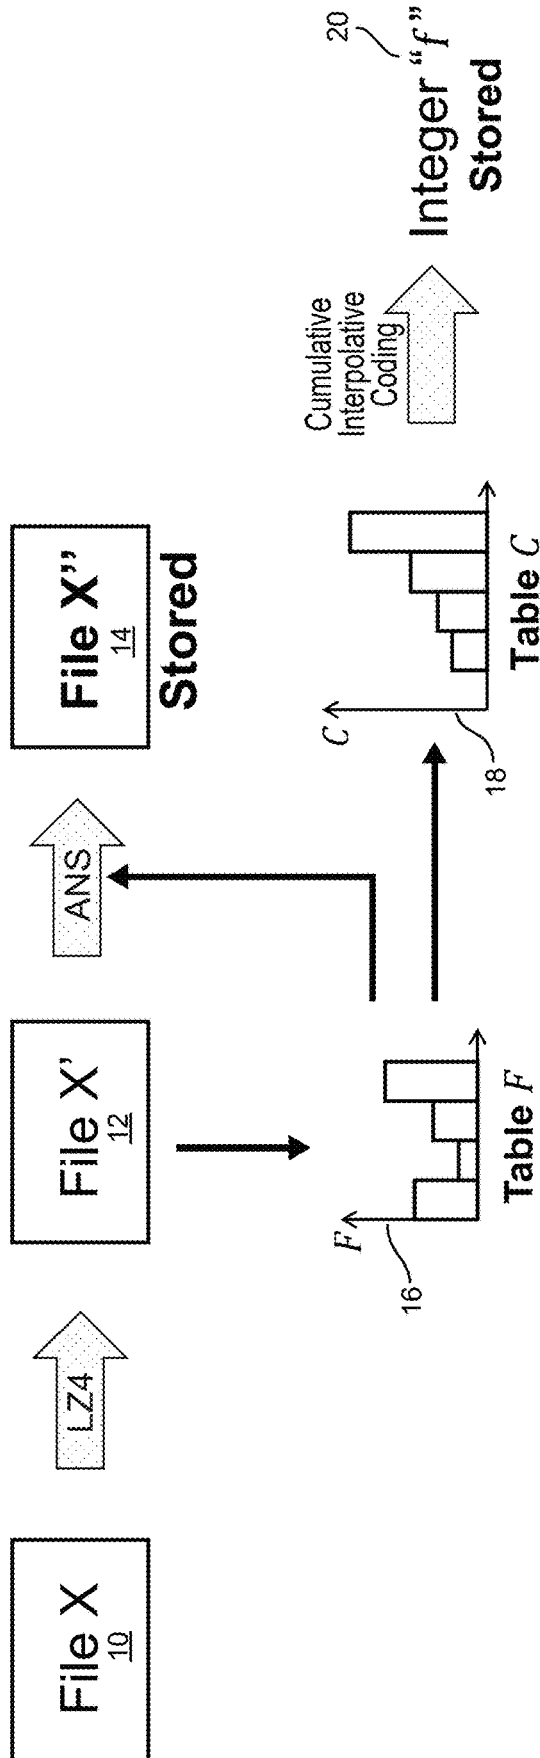 File X
10
LZ4
File X'
12
ANS
File X”
14
Stored
F
16
Table F
C
18
Table C
Cumulative
Interpolative
Coding
20
Integer “f”
Stored